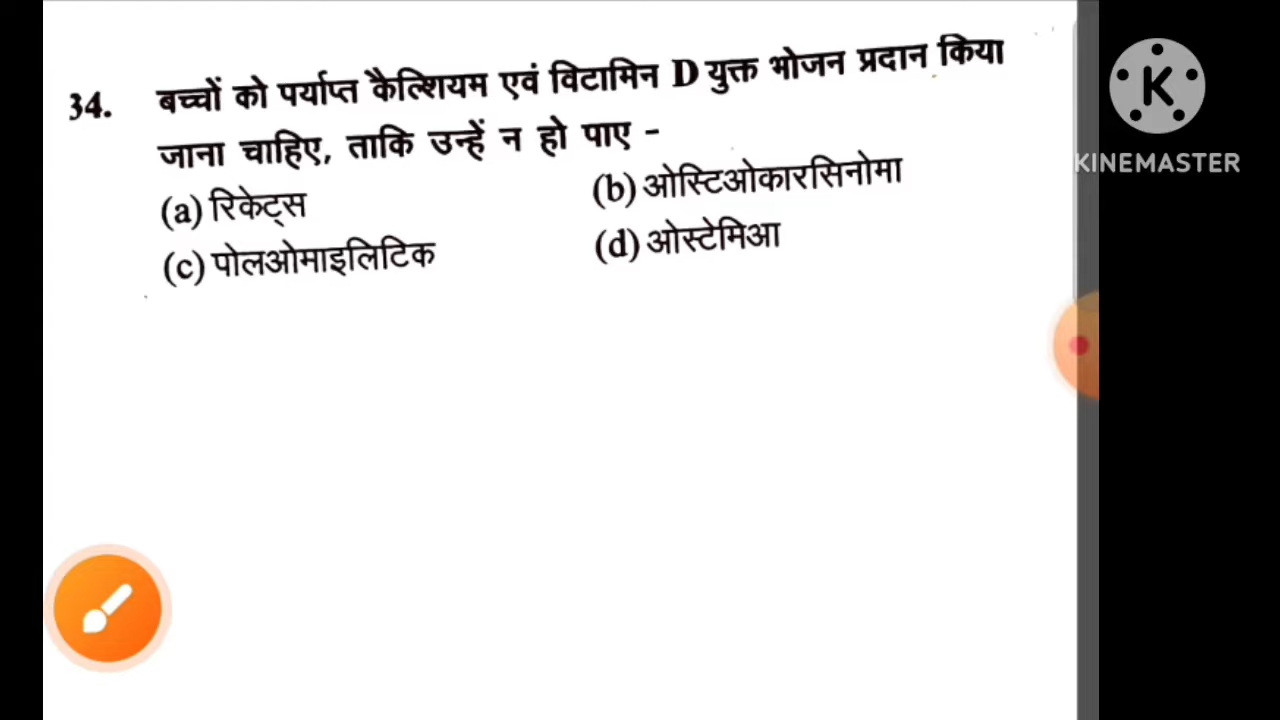 34. बच्चों को पर्याप्त कैल्शियम एवं विटामिन D युक्त भोजन प्रदान किया
जाना चाहिए, ताकि उन्हें न हो पाए -
(a) रिकेट्स (b) ओस्टिओकारसिनोमा
(c) पोलओमाइलिटिक (d) ओस्टेमिआ
K
KINEMASTER